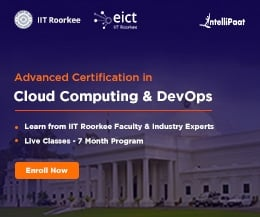 IIT Roorkee
eict
IIT Roorkee
iNTELLiPAAT
Advanced Certification in
Cloud Computing & DevOps
Learn from IIT Roorkee Faculty & Industry Experts
Live Classes - 7 Month Program
Enroll Now